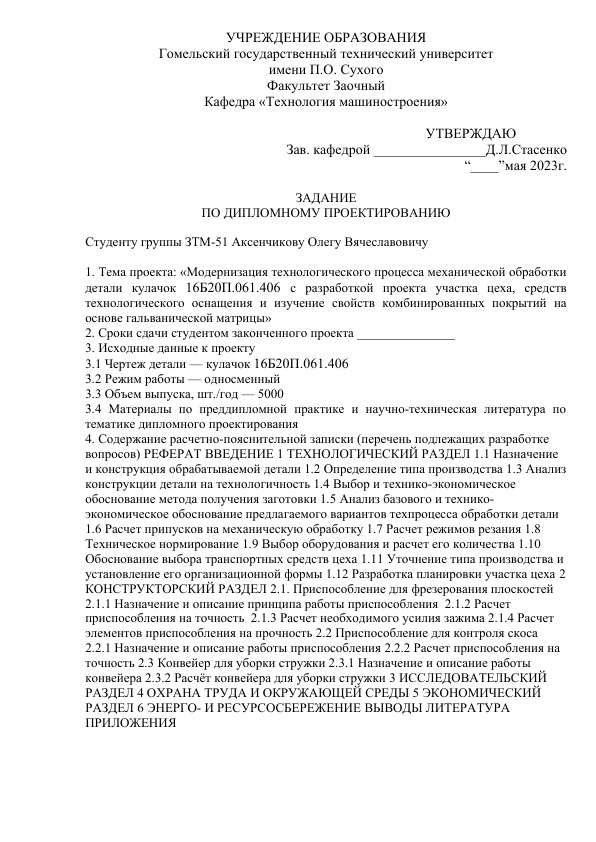 УЧРЕЖДЕНИЕ ОБРАЗОВАНИЯ
Гомельский государственный технический университет
имени П.О. Сухого
Факультет Заочный
Кафедра «Технология машиностроения»
УТВЕРЖДАЮ
Зав. кафедрой _________________Д.Л.Стасенко
“____”мая 2023г.
ЗАДАНИЕ
ПО ДИПЛОМНОМУ ПРОЕКТИРОВАНИЮ
Студенту группы ЗТМ-51 Аксенчикову Олегу Вячеславовичу
1. Тема проекта: «Модернизация технологического процесса механической обработки
детали кулачок 16Б20П.061.406 с разработкой проекта участка цеха, средств
технологического оснащения и изучение свойств комбинированных покрытий на
основе гальванической матрицы»
2. Сроки сдачи студентом законченного проекта _______________
3. Исходные данные к проекту
3.1 Чертеж детали — кулачок 16Б20П.061.406
3.2 Режим работы — односменный
3.3 Объем выпуска, шт./год — 5000
3.4 Материалы по преддипломной практике и научно-техническая литература по
тематике дипломного проектирования
4. Содержание расчетно-пояснительной записки (перечень подлежащих разработке
вопросов) РЕФЕРАТ ВВЕДЕНИЕ 1 ТЕХНОЛОГИЧЕСКИЙ РАЗДЕЛ 1.1 Назначение
и конструкция обрабатываемой детали 1.2 Определение типа производства 1.3 Анализ
конструкции детали на технологичность 1.4 Выбор и технико-экономическое
обоснование метода получения заготовки 1.5 Анализ базового и технико-
экономическое обоснование предлагаемого вариантов техпроцесса обработки детали
1.6 Расчет припусков на механическую обработку 1.7 Расчет режимов резания 1.8
Техническое нормирование 1.9 Выбор оборудования и расчет его количества 1.10
Обоснование выбора транспортных средств цеха 1.11 Уточнение типа производства и
установление его организационной формы 1.12 Разработка планировки участка цеха 2
КОНСТРУКТОРСКИЙ РАЗДЕЛ 2.1. Приспособление для фрезерования плоскостей
2.1.1 Назначение и описание принципа работы приспособления 2.1.2 Расчет
приспособления на точность 2.1.3 Расчет необходимого усилия зажима 2.1.4 Расчет
элементов приспособления на прочность 2.2 Приспособление для контроля скоса
2.2.1 Назначение и описание работы приспособления 2.2.2 Расчет приспособления на
точность 2.3 Конвейер для уборки стружки 2.3.1 Назначение и описание работы
конвейера 2.3.2 Расчёт конвейера для уборки стружки 3 ИССЛЕДОВАТЕЛЬСКИЙ
РАЗДЕЛ 4 ОХРАНА ТРУДА И ОКРУЖАЮЩЕЙ СРЕДЫ 5 ЭКОНОМИЧЕСКИЙ
РАЗДЕЛ 6 ЭНЕРГО- И РЕСУРСОСБЕРЕЖЕНИЕ ВЫВОДЫ ЛИТЕРАТУРА
ПРИЛОЖЕНИЯ